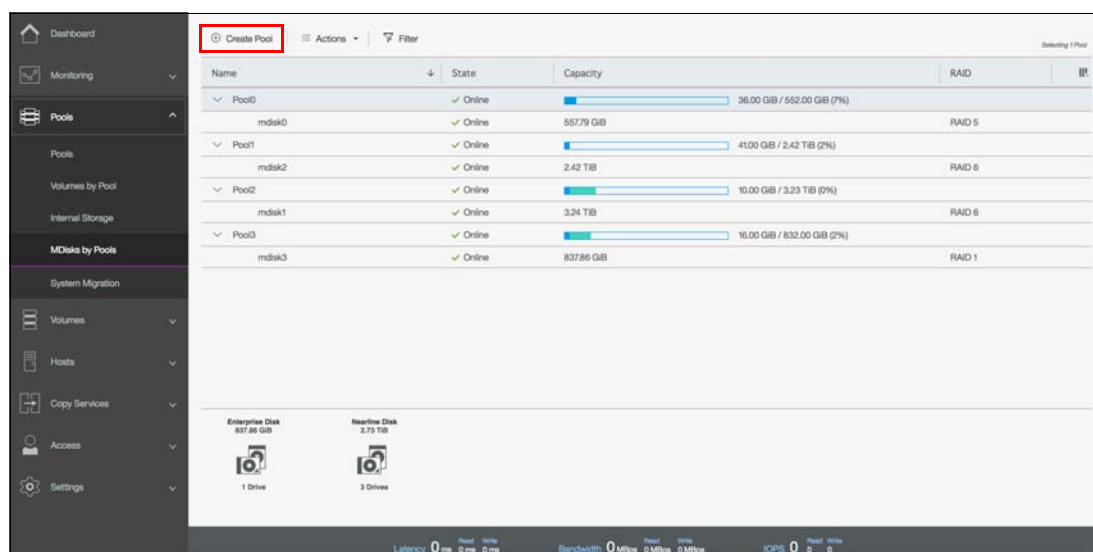 Dashboard
Monitoring
Pools
Pools
Volumes by Pool
Internal Storage
MDisks by Pools
System Migration
Volumes
Hosts
Copy Services
Access
Settings
Create Pool Actions Filter
Selecting 1 Pool
Name State Capacity RAID
Pool0 Online 36.00 GiB / 552.00 GiB (7%)
mdisk0 Online 557.79 GiB RAID 5
Pool1 Online 41.00 GiB / 2.42 TiB (2%)
mdisk2 Online 2.42 TiB RAID 6
Pool2 Online 10.00 GiB / 3.23 TiB (0%)
mdisk1 Online 3.24 TiB RAID 6
Pool3 Online 16.00 GiB / 832.00 GiB (2%)
mdisk3 Online 837.86 GiB RAID 1
Enterprise Disk Nearline Disk
837.86 GiB 2.73 TiB
1 Drive 3 Drives
Read Write Read Write Read Write
Latency 0 ms 0 ms 0 ms Bandwidth 0 MBps 0 MBps 0 MBps IOPS 0 0 0